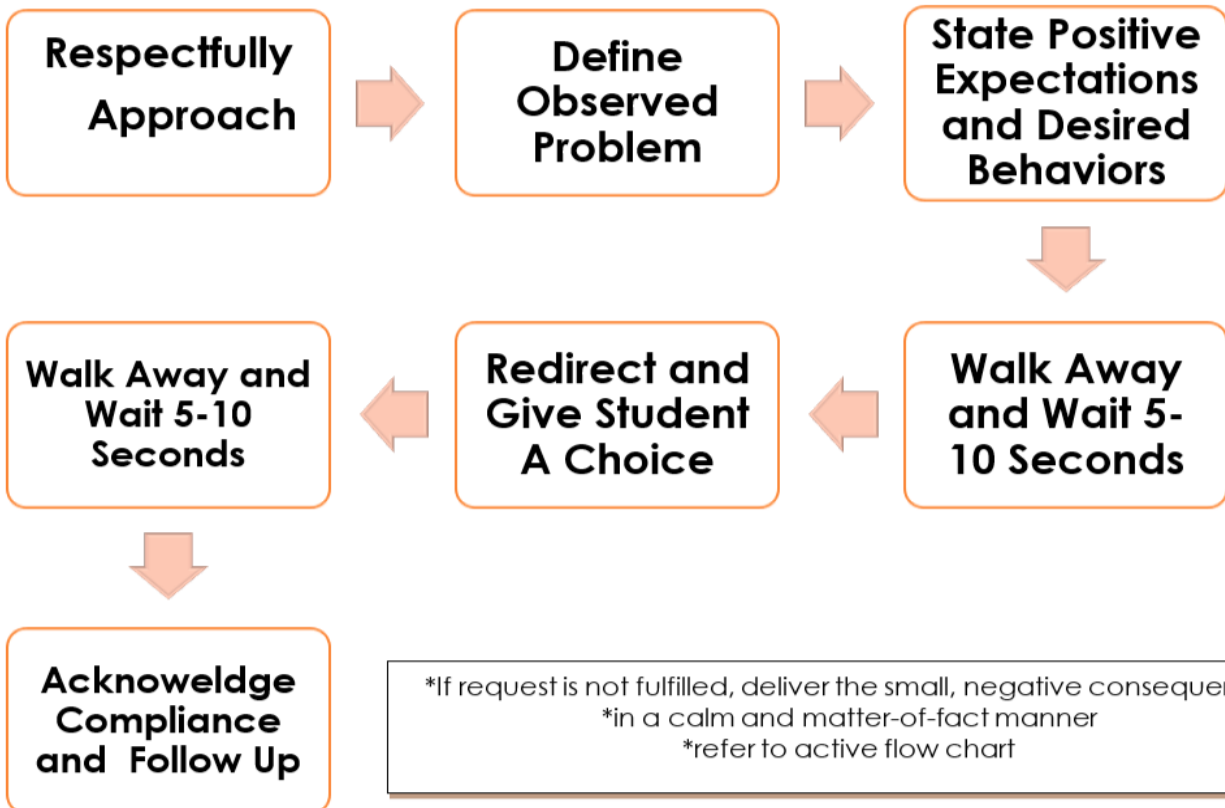 Respectfully
Approach
Define
Observed
Problem
State Positive
Expectations
and Desired
Behaviors
Walk Away
and Wait 5-
10 Seconds
Redirect and
Give Student
A Choice
Walk Away and
Wait 5-10
Seconds
Acknoweldge
Compliance
and Follow Up
*If request is not fulfilled, deliver the small, negative
*in a calm and matter-of-fact manner
*refer to active flow chart